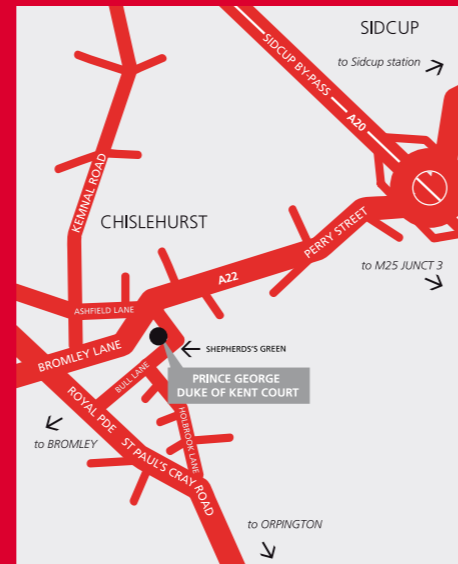 SIDCUP
to Sidcup station
SIDCUP BY-PASS
A20
KEMNAL ROAD
CHISLEHURST
PERRY STREET
A22
to M25 JUNCT 3
ASHFIELD LANE
BROMLEY LANE
SHEPHERDS'S GREEN
BULL LANE
PRINCE GEORGE
DUKE OF KENT COURT
ROYAL PDE
HOLBROOK LANE
to BROMLEY
ST PAUL'S CRAY ROAD
to ORPINGTON